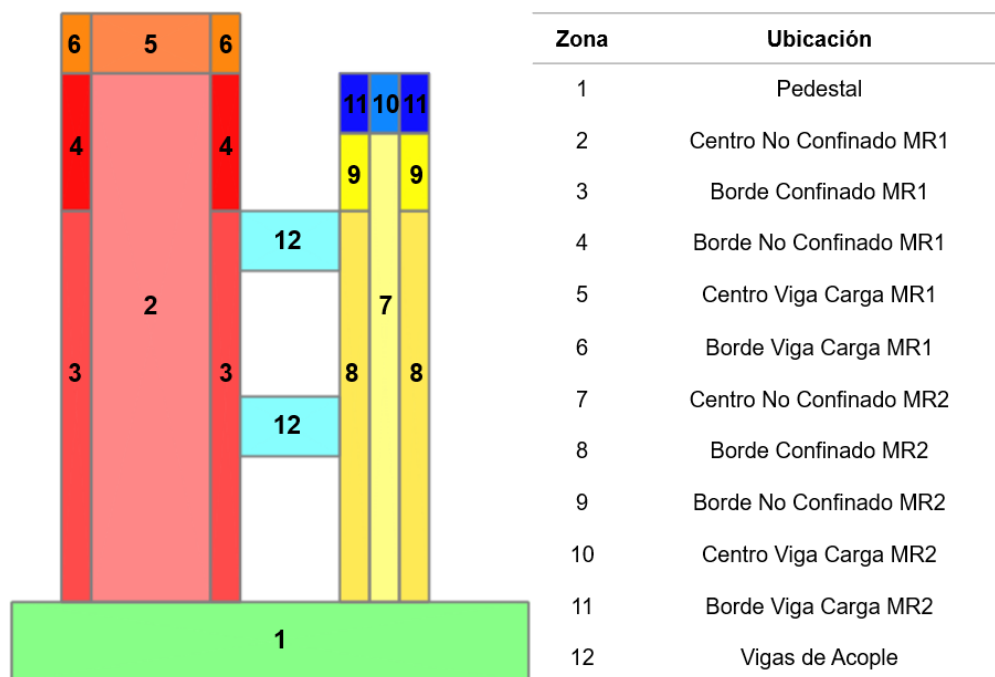 6 5 6
11 10 11
4 4
9 9
12
2 7
3 3 8 8
12
1
Zona Ubicación
1 Pedestal
2 Centro No Confinado MR1
3 Borde Confinado MR1
4 Borde No Confinado MR1
5 Centro Viga Carga MR1
6 Borde Viga Carga MR1
7 Centro No Confinado MR2
8 Borde Confinado MR2
9 Borde No Confinado MR2
10 Centro Viga Carga MR2
11 Borde Viga Carga MR2
12 Vigas de Acople